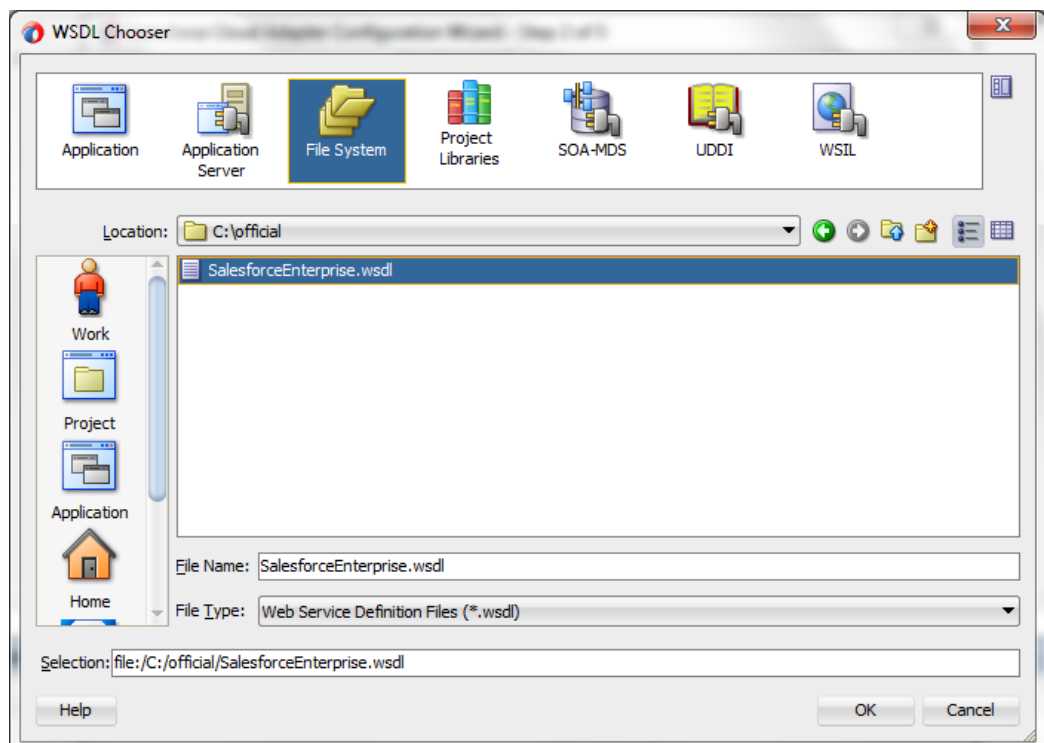 WSDL Chooser
Application
Application Server
File System
Project Libraries
SOA-MDS
UDDI
WSIL
Location: C:\official
Work
Project
Application
Home
SalesforceEnterprise.wsdl
File Name: SalesforceEnterprise.wsdl
File Type: Web Service Definition Files (*.wsdl)
Selection: file:/C:/official/SalesforceEnterprise.wsdl
Help
OK
Cancel